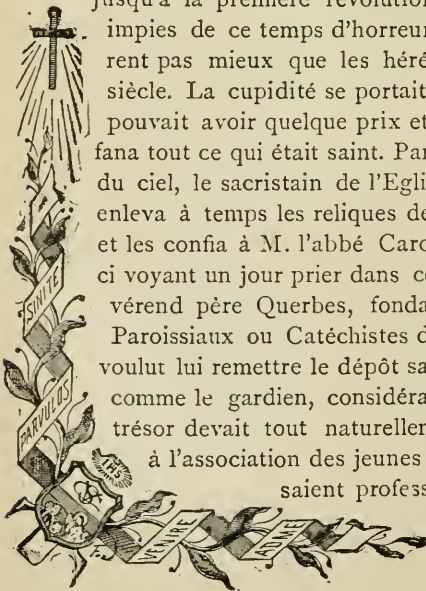 jusqu'à la première révolution
impies de ce temps d'horreur
rent pas mieux que les héré
siècle. La cupidité se portait
pouvait avoir quelque prix et
fana tout ce qui était saint. Par
du ciel, le sacristain de l'Egli
enleva à temps les reliques de
et les confia à M. l'abbé Card
ci voyant un jour prier dans ce
vérend père Querbes, fonda
Paroissiaux ou Catéchistes d
voulut lui remettre le dépôt sa
comme le gardien, considéra
trésor devait tout naturellem
à l'association des jeunes
saient profess
SINITE
PARVULOS
IHS
VENIRE
AD ME